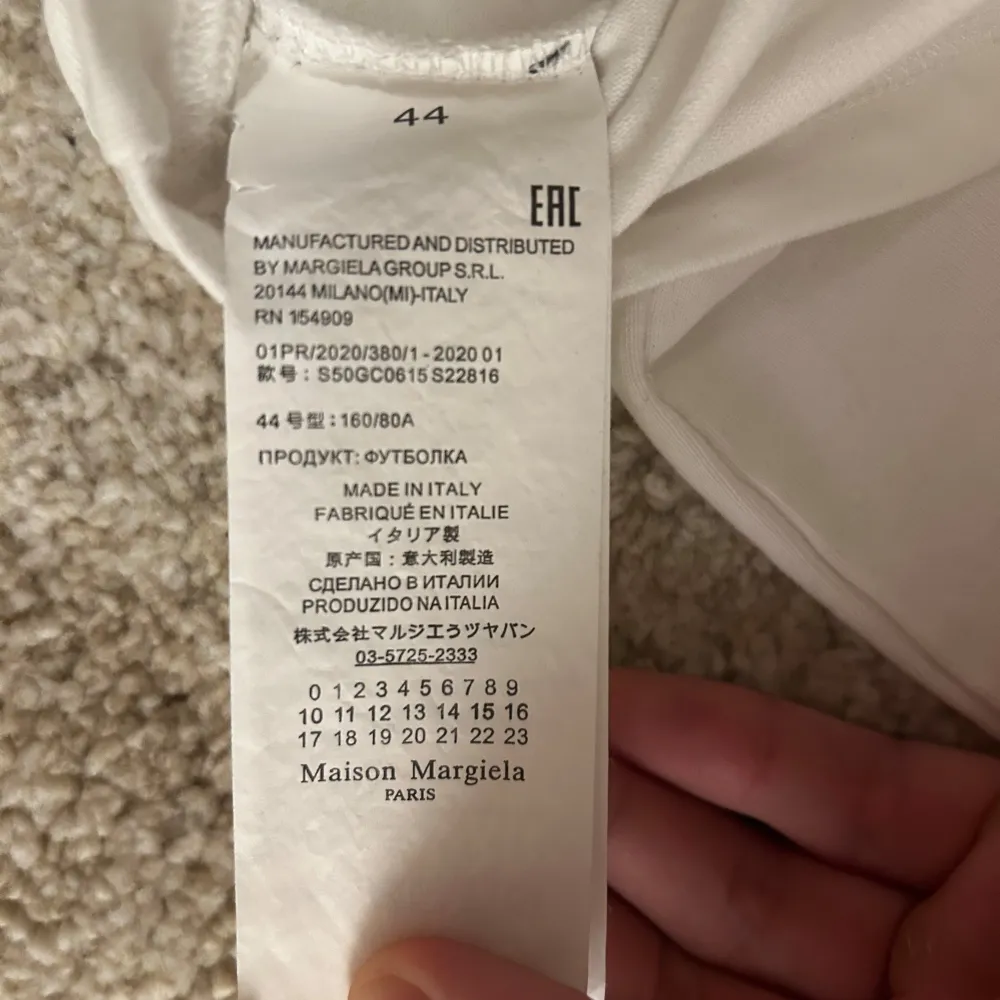 44
EAC
MANUFACTURED AND DISTRIBUTED
BY MARGIELA GROUP S.R.L.
20144 MILANO(MI)-ITALY
RN 154909
01PR/2020/380/1 - 2020 01
款号 : S50GC0615 S22816
44 号型 : 160/80A
ПРОДУКТ: ФУТБОЛКА
MADE IN ITALY
FABRIQUÉ EN ITALIE
イタリア製
原产国 : 意大利製造
СДЕЛАНО В ИТАЛИИ
PRODUZIDO NA ITALIA
株式会社マルジエうヅヤバン
03-5725-2333
0 1 2 3 4 5 6 7 8 9
10 11 12 13 14 15 16
17 18 19 20 21 22 23
Maison Margiela
PARIS